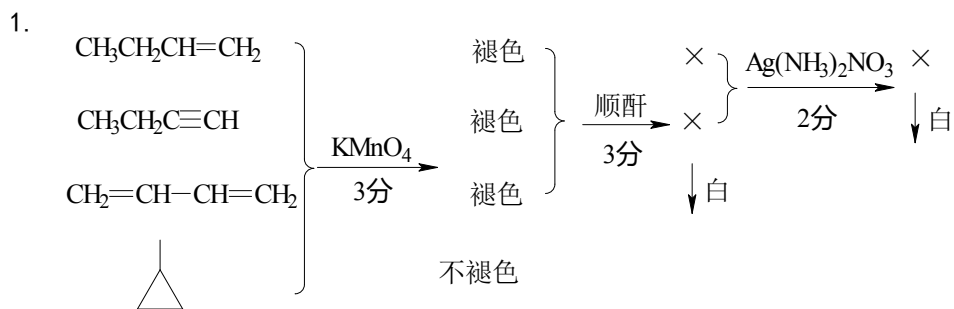 1.
CH₃CH₂CH=CH₂ 褪色 × Ag(NH₃)₂NO₃ ×
CH₃CH₂C≡CH KMnO₄ 3分 褪色 顺酐 3分 × 2分 ↓白
CH₂=CH-CH=CH₂ 褪色 ↓白
不褪色